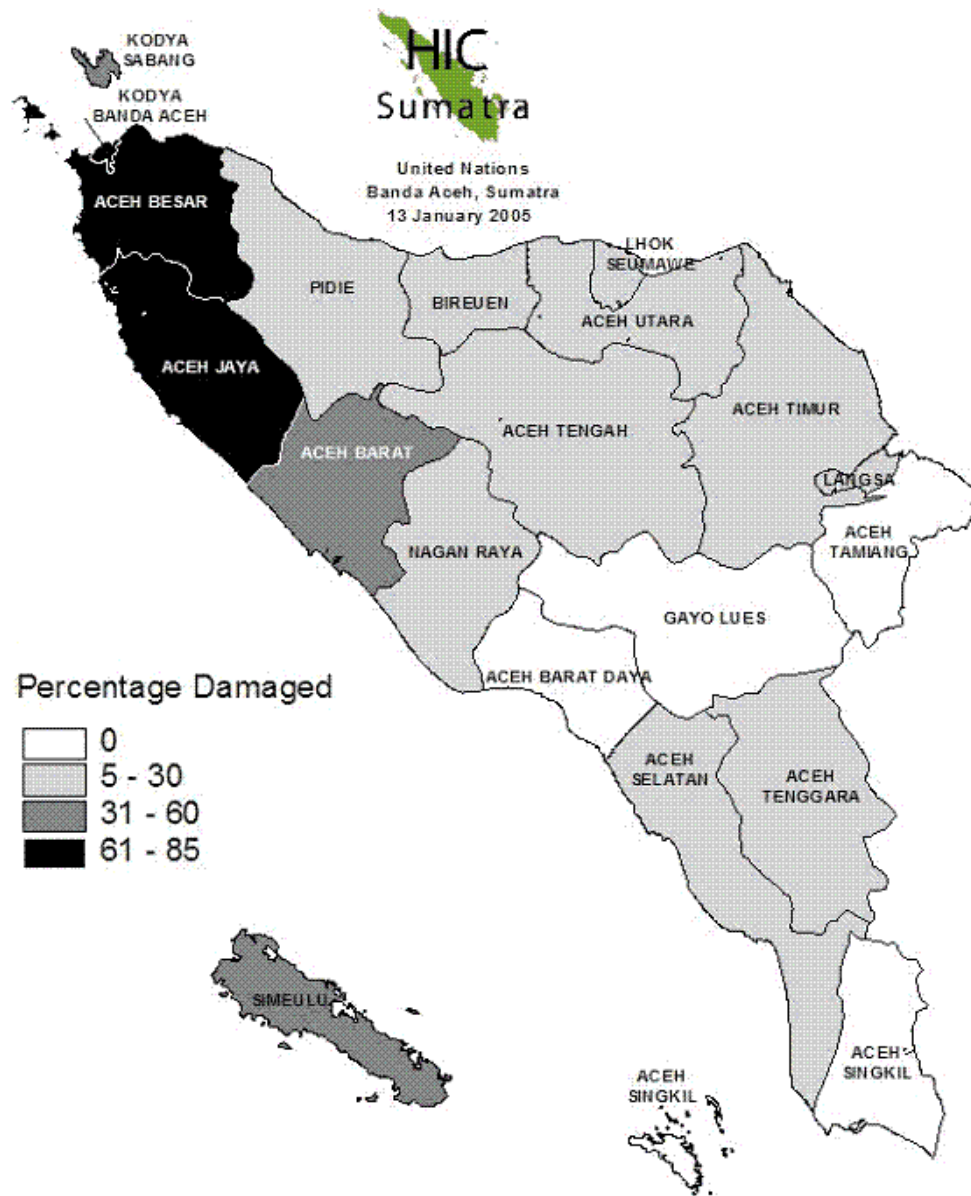 KODYA
SABANG
KODYA
BANDA ACEH
HIC
Sumatra
United Nations
Banda Aceh, Sumatra
13 January 2005
ACEH BESAR
LHOK
SEUMAWE
PIDIE
BIREUEN
ACEH UTARA
ACEH JAYA
ACEH TIMUR
ACEH BARAT
ACEH TENGAH
LANGSA
ACEH
TAMIANG
NAGAN RAYA
GAYO LUES
ACEH BARAT DAYA
Percentage Damaged
0
5 - 30
31 - 60
61 - 85
ACEH
SELATAN
ACEH
TENGGARA
SIMEULU
ACEH
SINGKIL
ACEH
SINGKIL